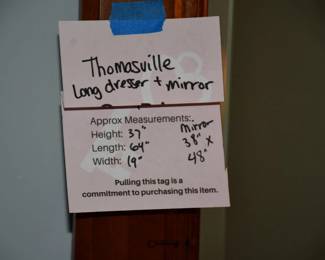 Thomasville
Long dresser + mirror
Approx Measurements:
Height: 37"
Length: 64"
Width: 19"
mirror
38" x
48"
Pulling this tag is a
commitment to purchasing this item.